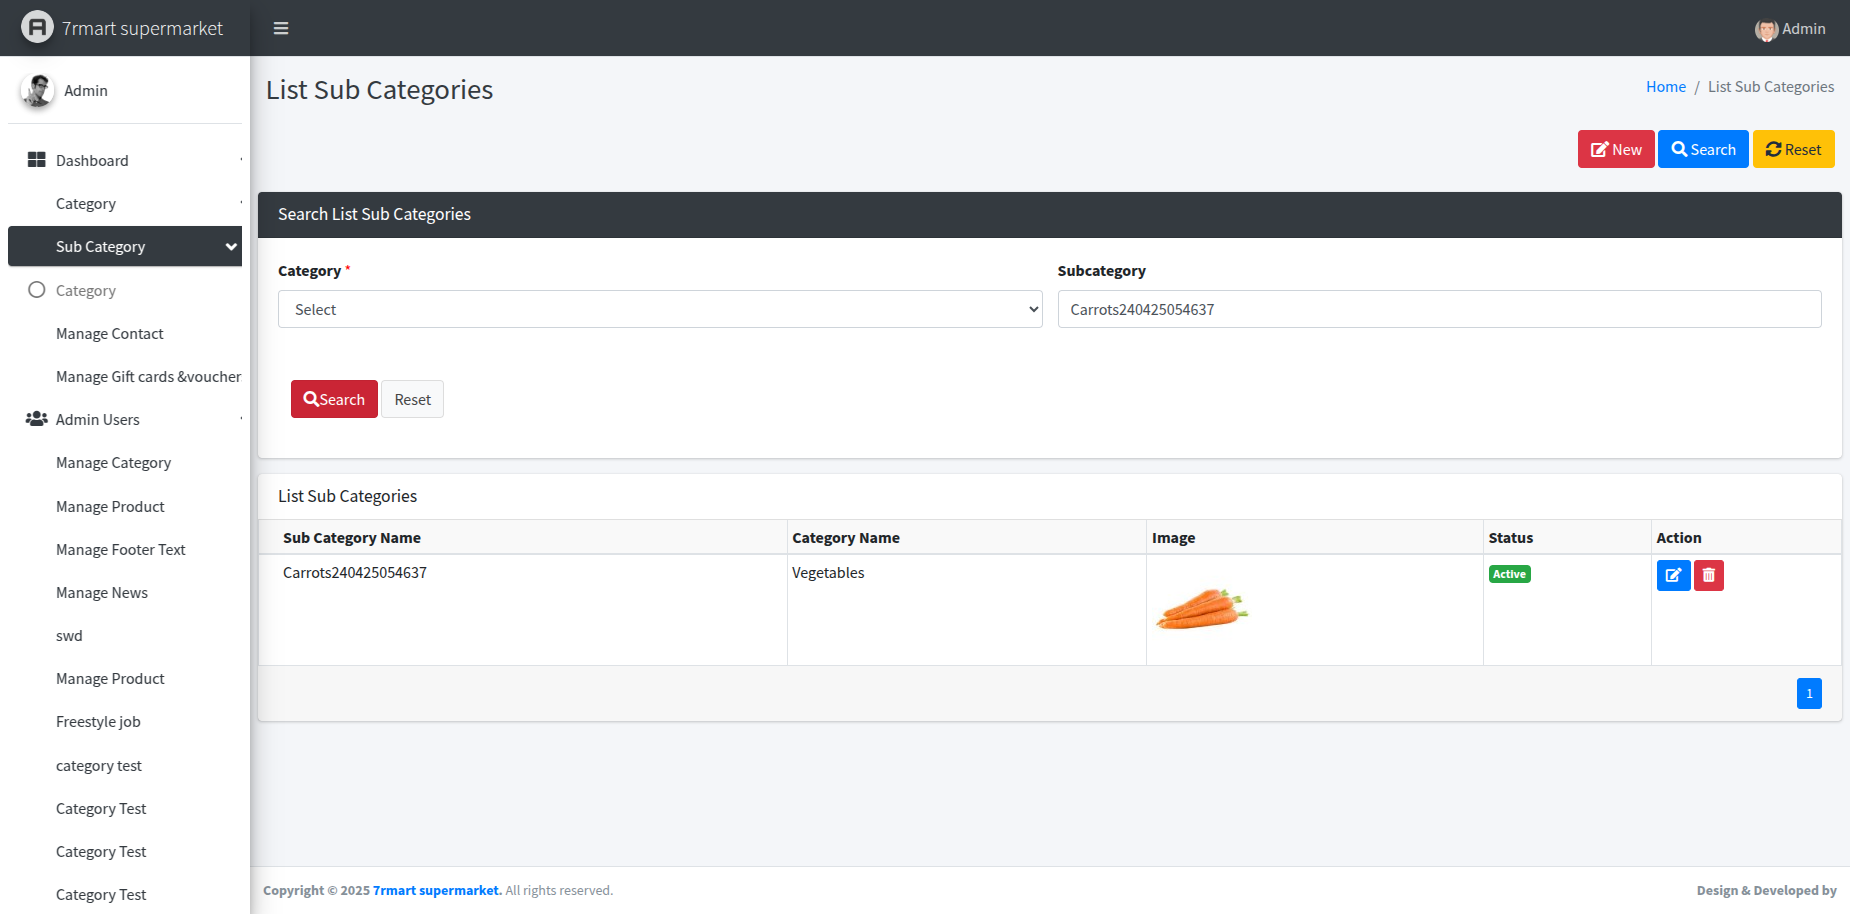 7rmart supermarket
Admin
Admin
Dashboard
Category
Sub Category
Category
Manage Contact
Manage Gift cards &voucher
Admin Users
Manage Category
Manage Product
Manage Footer Text
Manage News
swd
Manage Product
Freestyle job
category test
Category Test
Category Test
Category Test
List Sub Categories
Home / List Sub Categories
New Search Reset
Search List Sub Categories
Category * Subcategory
Select Carrots240425054637
Search Reset
List Sub Categories
Sub Category Name Category Name Image Status Action
Carrots240425054637 Vegetables Active
1
Copyright © 2025 7rmart supermarket. All rights reserved. Design & Developed by